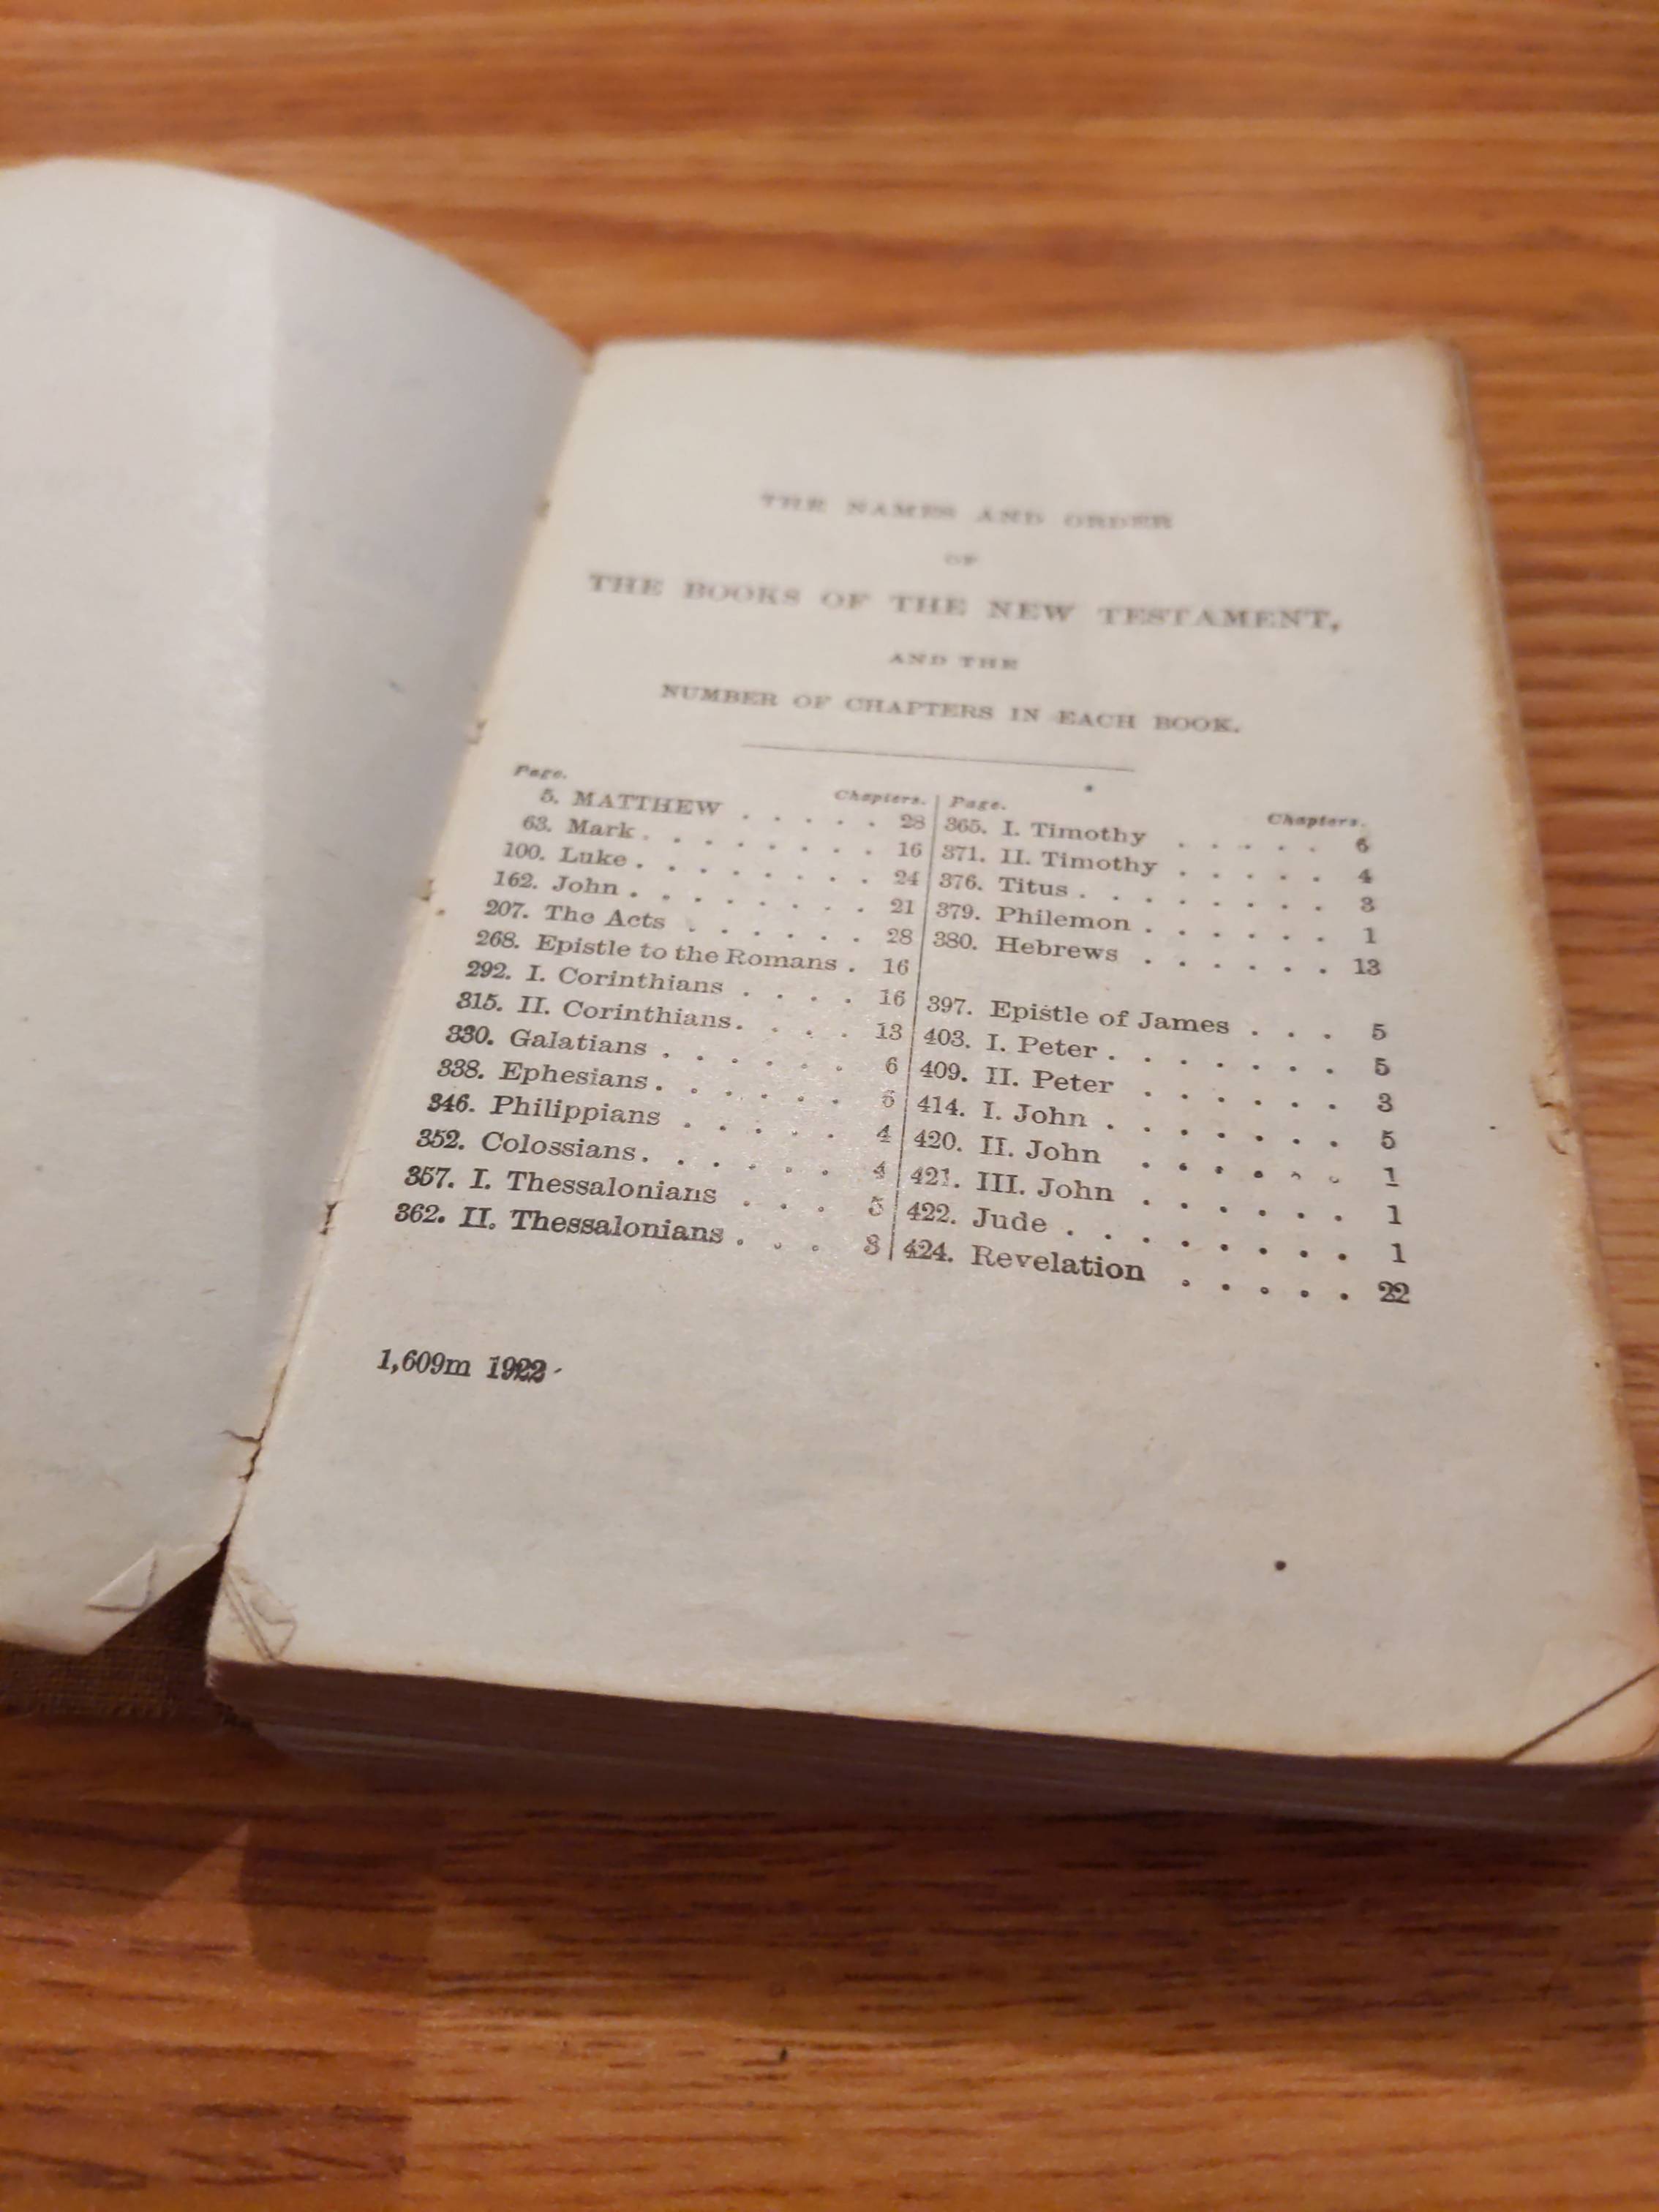 THE NAMES AND ORDER
OF
THE BOOKS OF THE NEW TESTAMENT,
AND THE
NUMBER OF CHAPTERS IN EACH BOOK.
Page. Chapters.
5. MATTHEW . . . . . 28
63. Mark . . . . . . . . 16
100. Luke . . . . . . . . 24
162. John . . . . . . . . 21
207. The Acts . . . . . . 28
268. Epistle to the Romans . 16
292. I. Corinthians . . . . 16
315. II. Corinthians . . . . 13
330. Galatians . . . . . . 6
338. Ephesians . . . . . . 6
346. Philippians . . . . . 4
352. Colossians . . . . . . 4
357. I. Thessalonians . . . 5
362. II. Thessalonians . . . 3
Page. Chapters.
365. I. Timothy . . . . . 6
371. II. Timothy . . . . . 4
376. Titus . . . . . . . . 3
379. Philemon . . . . . . 1
380. Hebrews . . . . . . 13
397. Epistle of James . . . 5
403. I. Peter . . . . . . . 5
409. II. Peter . . . . . . 3
414. I. John . . . . . . . 5
420. II. John . . . . . . 1
421. III. John . . . . . . 1
422. Jude . . . . . . . . 1
424. Revelation . . . . . 22
1,609m 1922